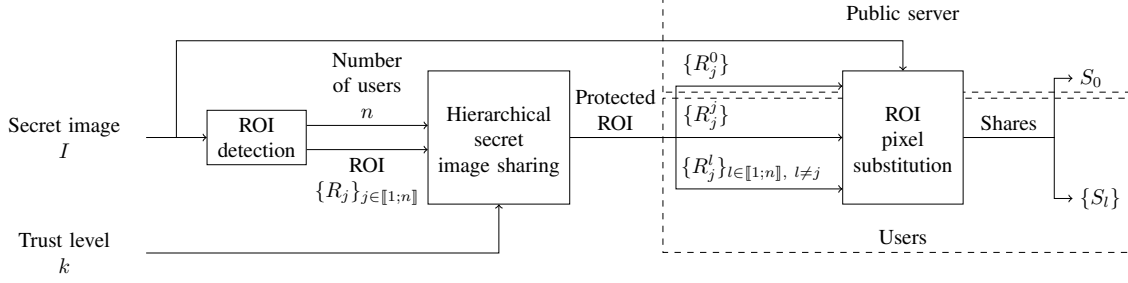 Public server
Number
of users
n
{R_j^0}
S_0
Secret image
I
ROI
detection
Hierarchical
secret
image sharing
Protected
ROI
{R_j^j}
ROI
pixel
substitution
Shares
ROI
{R_j}_{j∈⟦1;n⟧}
{R_j^l}_{l∈⟦1;n⟧, l≠j}
{S_l}
Trust level
k
Users